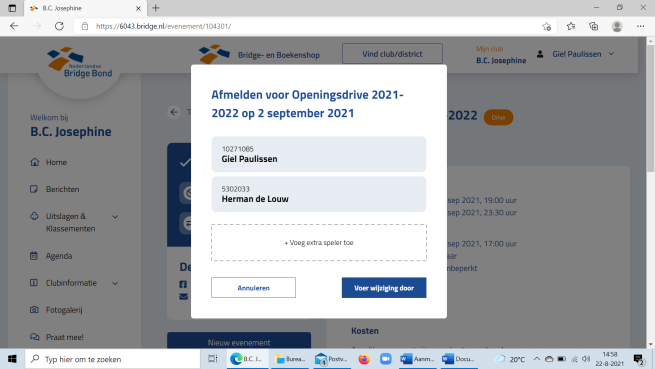 B.C. Josephine
https://6043.bridge.nl/evenement/104301/
Nederlandse
Bridge Bond
Bridge- en Boekenshop
Vind club/district
Mijn club
B.C. Josephine
Giel Paulissen
Welkom bij
B.C. Josephine
Home
Berichten
Uitslagen &
Klassementen
Agenda
Clubinformatie
Fotogalerij
Praat mee!
Afmelden voor Openingsdrive 2021-
2022 op 2 september 2021
10271085
Giel Paulissen
5302033
Herman de Louw
+ Voeg extra speler toe
Annuleren
Voer wijziging door
2022
sep 2021, 19:00 uur
sep 2021, 23:30 uur
sep 2021, 17:00 uur
aar
nbeperkt
De
Nieuw evenement
Kosten
Typ hier om te zoeken
B.C. J...
Burea...
Postv...
Aanm...
Docu...
20°C
14:58
22-8-2021
2